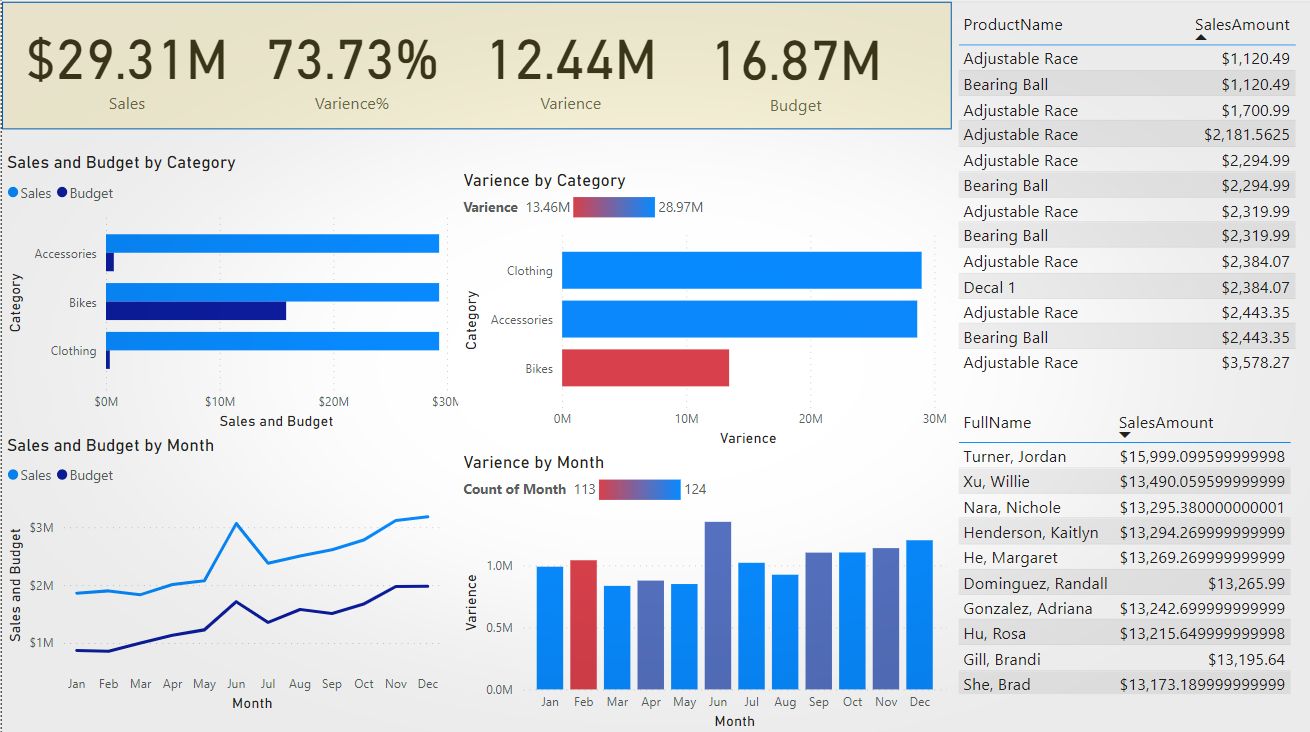 $29.31M 73.73% 12.44M 16.87M
Sales Varience% Varience Budget
Sales and Budget by Category
Sales Budget
Category
Accessories
Bikes
Clothing
$0M $10M $20M $30M
Sales and Budget
Varience by Category
Varience 13.46M 28.97M
Category
Clothing
Accessories
Bikes
0M 10M 20M 30M
Varience
Sales and Budget by Month
Sales Budget
Sales and Budget
$3M
$2M
$1M
Jan Feb Mar Apr May Jun Jul Aug Sep Oct Nov Dec
Month
Varience by Month
Count of Month 113 124
Varience
1.0M
0.5M
0.0M
Jan Feb Mar Apr May Jun Jul Aug Sep Oct Nov Dec
Month
ProductName SalesAmount
Adjustable Race $1,120.49
Bearing Ball $1,120.49
Adjustable Race $1,700.99
Adjustable Race $2,181.5625
Adjustable Race $2,294.99
Bearing Ball $2,294.99
Adjustable Race $2,319.99
Bearing Ball $2,319.99
Adjustable Race $2,384.07
Decal 1 $2,384.07
Adjustable Race $2,443.35
Bearing Ball $2,443.35
Adjustable Race $3,578.27
FullName SalesAmount
Turner, Jordan $15,999.099599999998
Xu, Willie $13,490.059599999999
Nara, Nichole $13,295.380000000001
Henderson, Kaitlyn $13,294.269999999999
He, Margaret $13,269.269999999999
Dominguez, Randall $13,265.99
Gonzalez, Adriana $13,242.699999999999
Hu, Rosa $13,215.649999999998
Gill, Brandi $13,195.64
She, Brad $13,173.189999999999